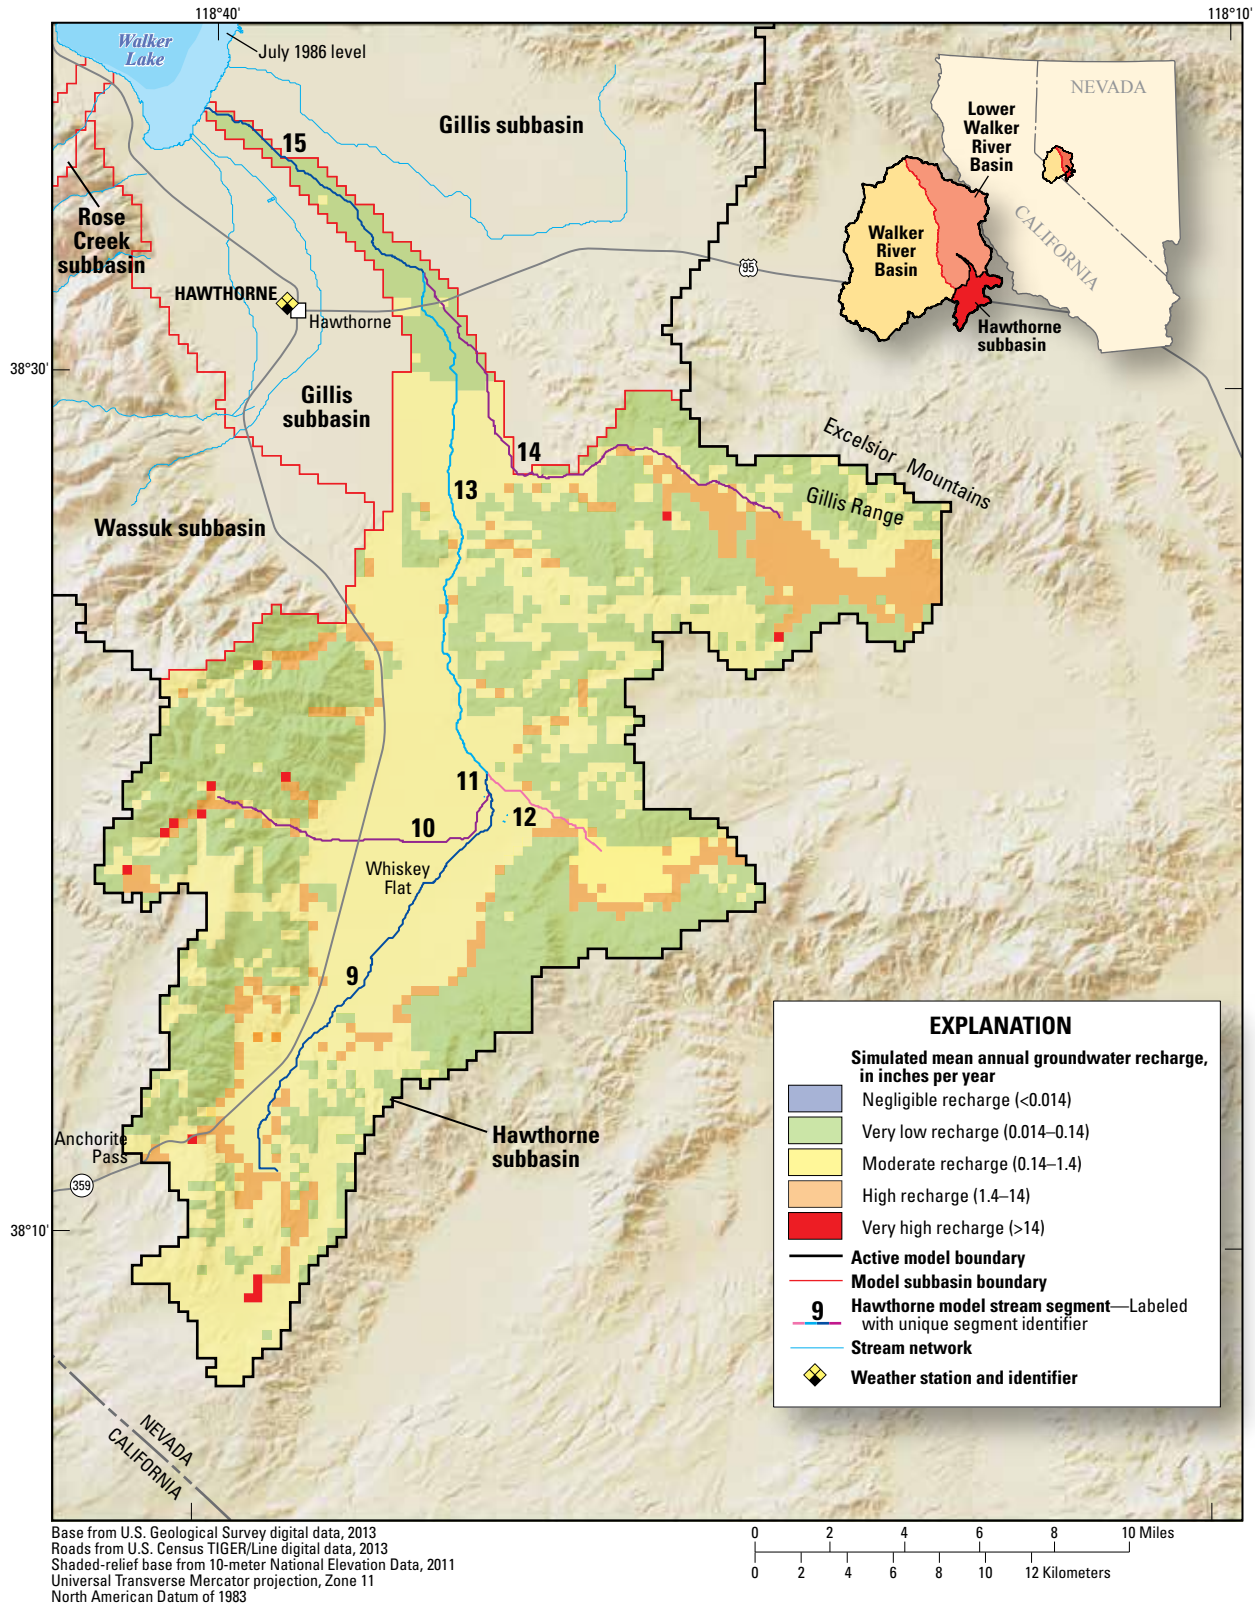 118°40'
118°10'
Walker
Lake
July 1986 level
NEVADA
Lower
Walker
River
Basin
15
Gillis subbasin
Rose
Creek
subbasin
CALIFORNIA
Walker
River
Basin
95
HAWTHORNE
Hawthorne
Hawthorne
subbasin
38°30'
Gillis
subbasin
Excelsior Mountains
14
13
Gillis Range
Wassuk subbasin
11
12
10
Whiskey
Flat
9
EXPLANATION
Simulated mean annual groundwater recharge,
in inches per year
Negligible recharge (<0.014)
Very low recharge (0.014–0.14)
Moderate recharge (0.14–1.4)
High recharge (1.4–14)
Very high recharge (>14)
Active model boundary
Model subbasin boundary
9
Hawthorne model stream segment—Labeled
with unique segment identifier
Stream network
Weather station and identifier
Anchorite
Pass
Hawthorne
subbasin
359
38°10'
NEVADA
CALIFORNIA
Base from U.S. Geological Survey digital data, 2013
Roads from U.S. Census TIGER/Line digital data, 2013
Shaded-relief base from 10-meter National Elevation Data, 2011
Universal Transverse Mercator projection, Zone 11
North American Datum of 1983
0 2 4 6 8 10 Miles
0 2 4 6 8 10 12 Kilometers